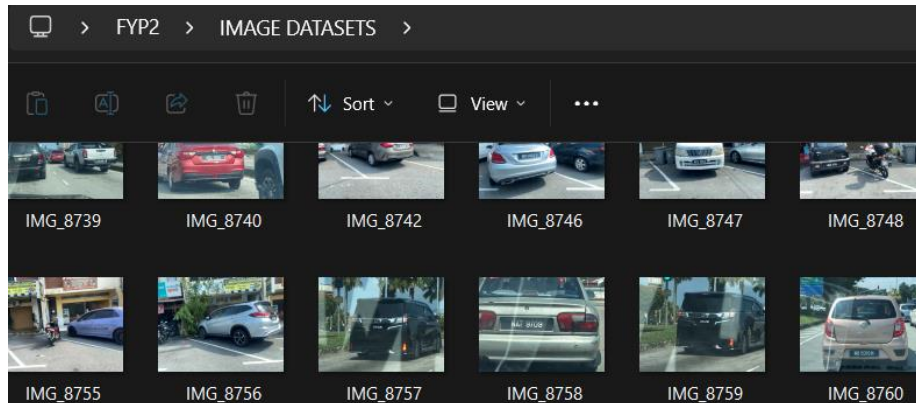 FYP2 > IMAGE DATASETS >
Sort
View
IMG_8739
IMG_8740
IMG_8742
IMG_8746
IMG_8747
IMG_8748
IMG_8755
IMG_8756
IMG_8757
IMG_8758
IMG_8759
IMG_8760